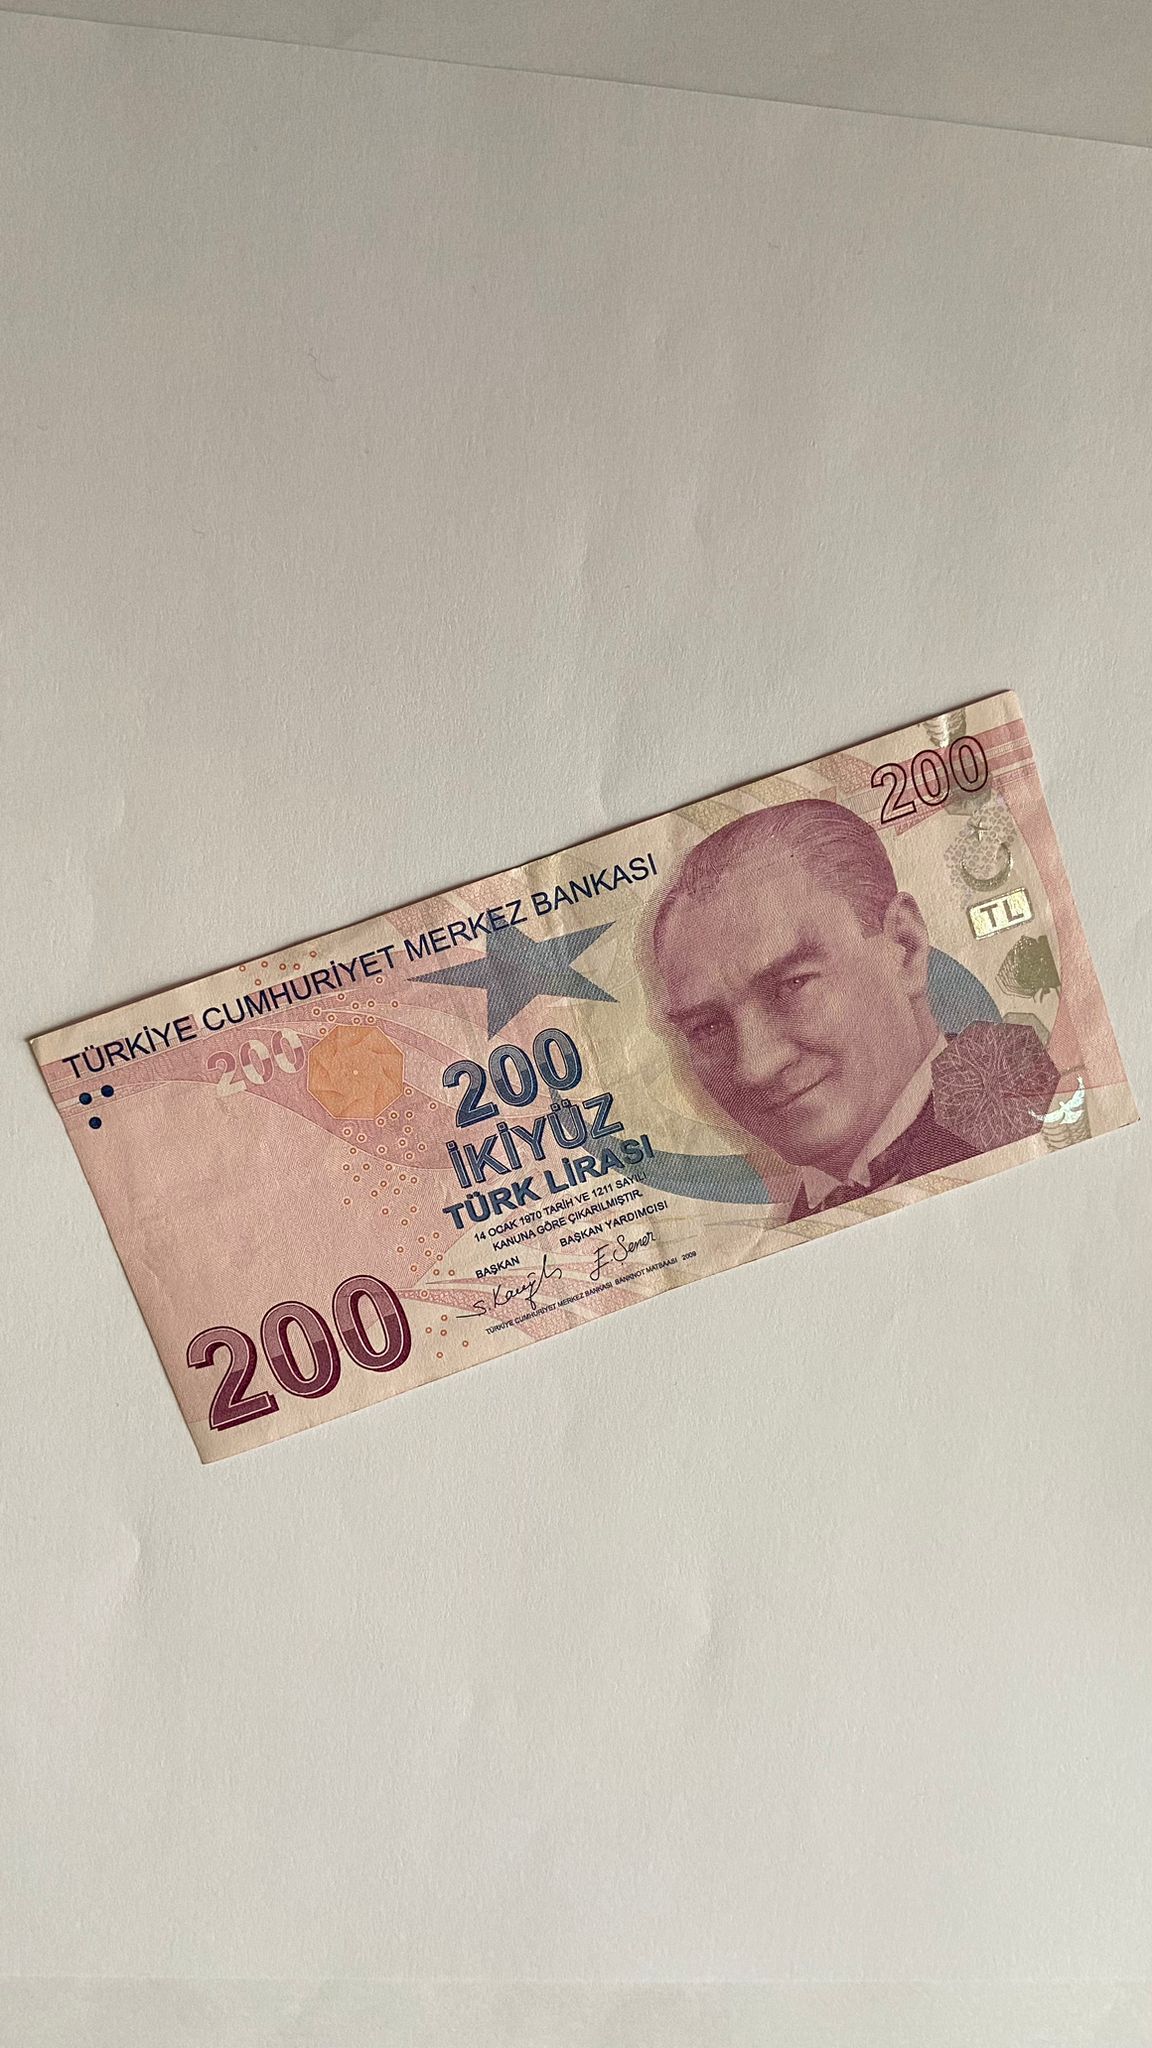 TÜRKİYE CUMHURİYET MERKEZ BANKASI
200
TL
200
200
İKİYÜZ
TÜRK LİRASI
14 OCAK 1970 TARİH VE 1211 SAYILI
KANUNA GÖRE ÇIKARILMIŞTIR.
BAŞKAN BAŞKAN YARDIMCISI
E. Şener
TÜRKİYE CUMHURİYET MERKEZ BANKASI BANKNOT MATBAASI 2009
200